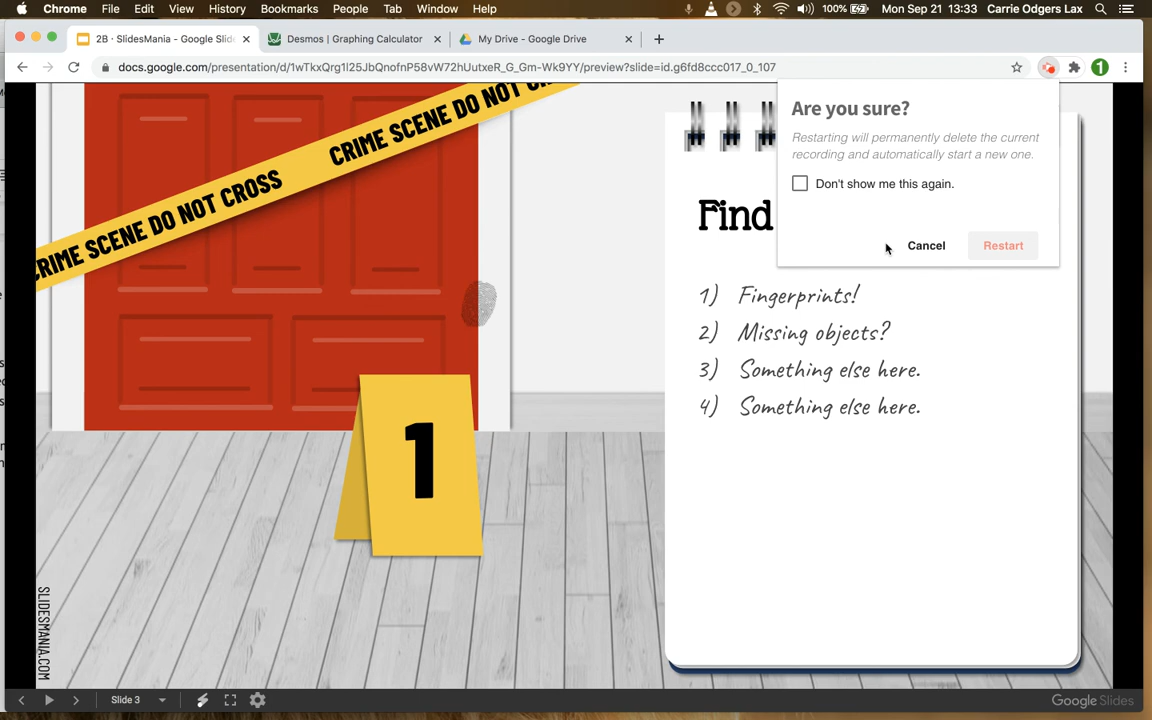 Chrome File Edit View History Bookmarks People Tab Window Help
100% Mon Sep 21 13:33 Carrie Odgers Lax
2B · SlidesMania - Google Slide
Desmos | Graphing Calculator
My Drive - Google Drive
docs.google.com/presentation/d/1wTkxQrg1I25JbQnofnP58vW72hUutxeR_G_Gm-Wk9YY/preview?slide=id.g6fd8ccc017_0_107
1
Are you sure?
Restarting will permanently delete the current
recording and automatically start a new one.
Don't show me this again.
Cancel Restart
CRIME SCENE DO NOT CROSS CRIME SCENE DO NOT
Find
1) Fingerprints!
2) Missing objects?
3) Something else here.
4) Something else here.
1
SLIDESMANIA.COM
Slide 3
Google Slides